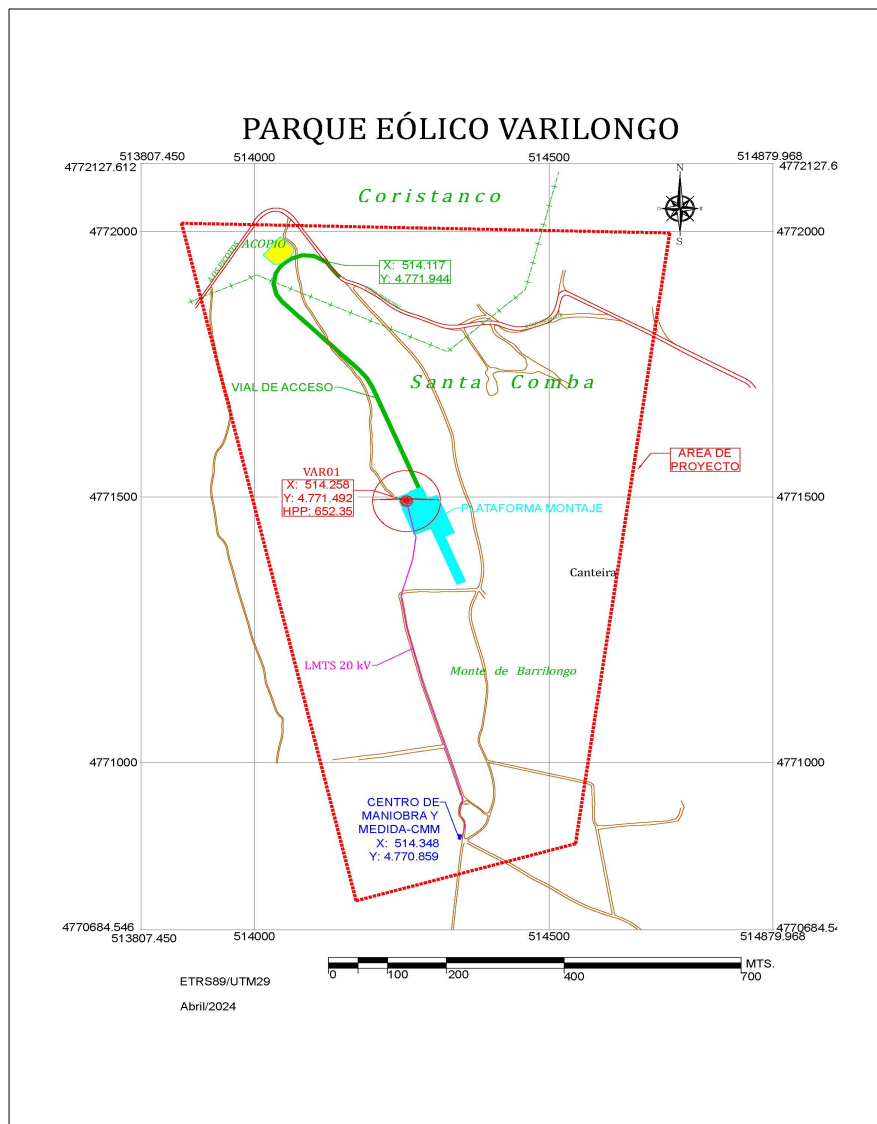 PARQUE EÓLICO VARILONGO
513807.450
514000
514500
514879.968
4772127.612
4772127.6
Coristanco
N
S
4772000
4772000
ACOPIO
X: 514.117
Y: 4.771.944
Santa Comba
VIAL DE ACCESO
AREA DE
PROYECTO
VAR01
X: 514.258
Y: 4.771.492
HPP: 652.35
4771500
4771500
PLATAFORMA MONTAJE
Canteira
LMTS 20 kV
Monte de Barrilongo
4771000
4771000
CENTRO DE
MANIOBRA Y
MEDIDA-CMM
X: 514.348
Y: 4.770.859
4770684.546
4770684.54
513807.450
514000
514500
514879.968
0
100
200
400
700
MTS.
ETRS89/UTM29
Abril/2024